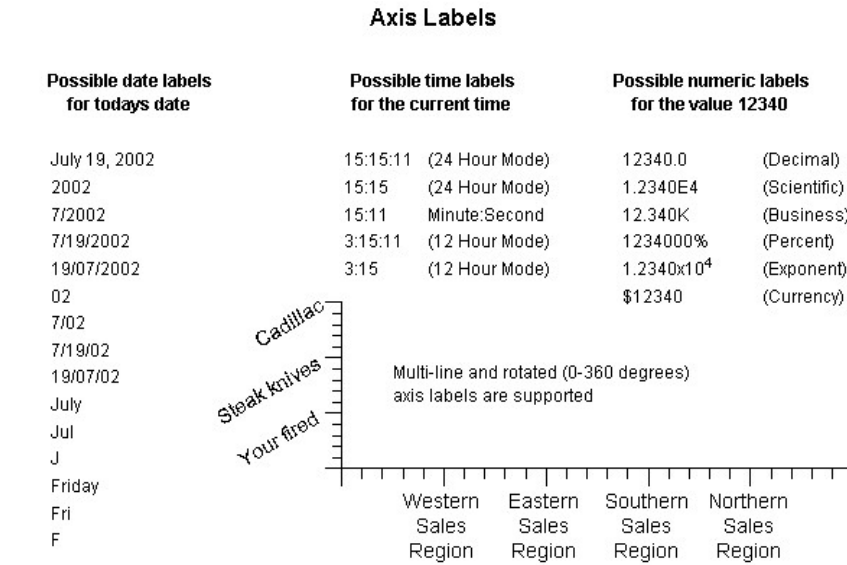 Axis Labels
Possible date labels
for todays date
July 19, 2002
2002
7/2002
7/19/2002
19/07/2002
02
7/02
7/19/02
19/07/02
July
Jul
J
Friday
Fri
F
Possible time labels
for the current time
15:15:11 (24 Hour Mode)
15:15 (24 Hour Mode)
15:11 Minute:Second
3:15:11 (12 Hour Mode)
3:15 (12 Hour Mode)
Possible numeric labels
for the value 12340
12340.0 (Decimal)
1.2340E4 (Scientific)
12.340K (Business)
1234000% (Percent)
1.2340x10⁴ (Exponent)
$12340 (Currency)
Cadillac
Steak knives
Your fired
Multi-line and rotated (0-360 degrees)
axis labels are supported
Western
Sales
Region
Eastern
Sales
Region
Southern
Sales
Region
Northern
Sales
Region